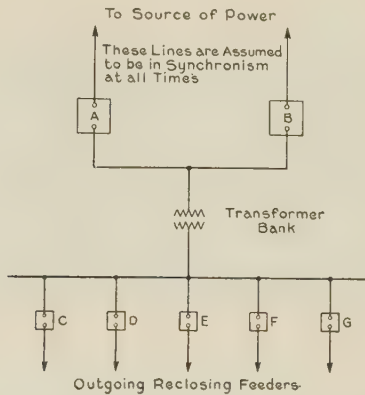 To Source of Power
These Lines are Assumed
to be in Synchronism
at all Times
A
B
Transformer
Bank
C
D
E
F
G
Outgoing Reclosing Feeders